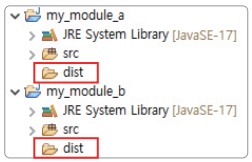 my_module_a
JRE System Library [JavaSE-17]
src
dist
my_module_b
JRE System Library [JavaSE-17]
src
dist